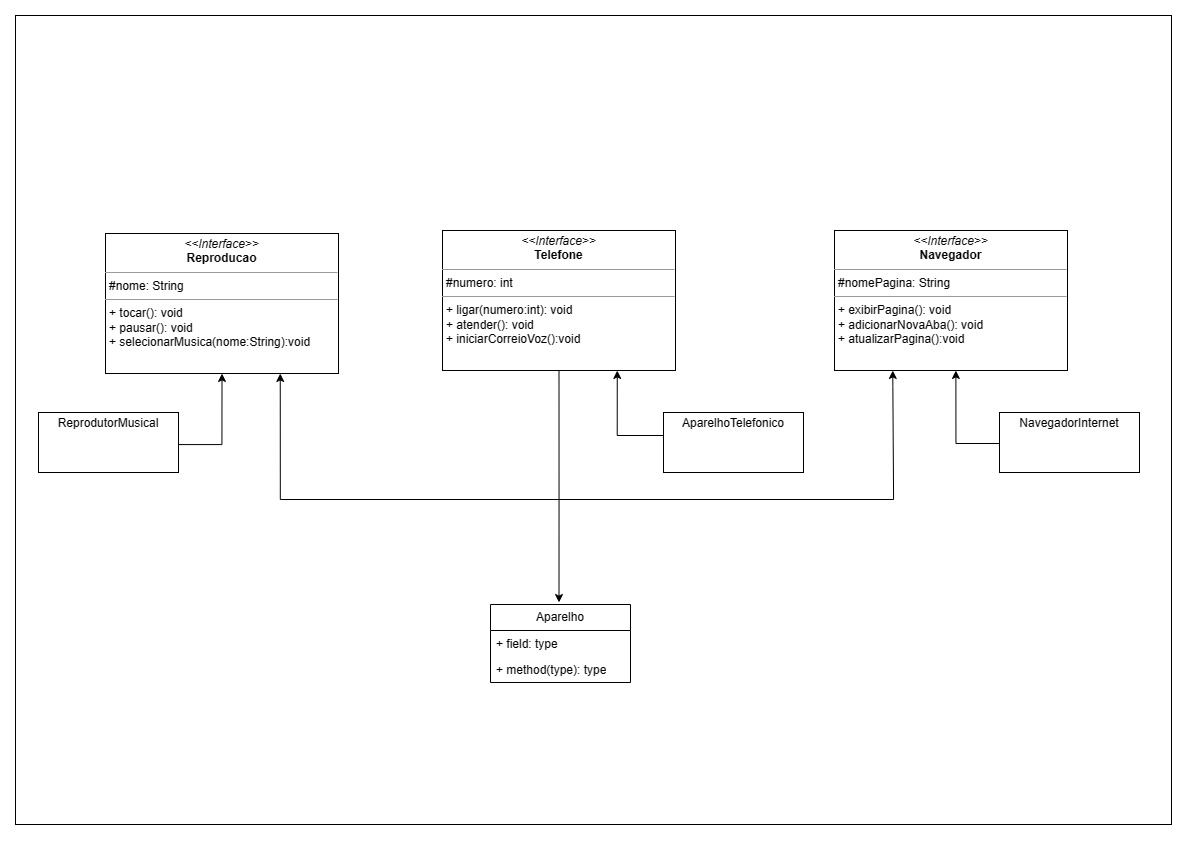 <<Interface>>
Reproducao
#nome: String
+ tocar(): void
+ pausar(): void
+ selecionarMusica(nome:String):void
<<Interface>>
Telefone
#numero: int
+ ligar(numero:int): void
+ atender(): void
+ iniciarCorreioVoz():void
<<Interface>>
Navegador
#nomePagina: String
+ exibirPagina(): void
+ adicionarNovaAba(): void
+ atualizarPagina():void
ReprodutorMusical
AparelhoTelefonico
NavegadorInternet
Aparelho
+ field: type
+ method(type): type